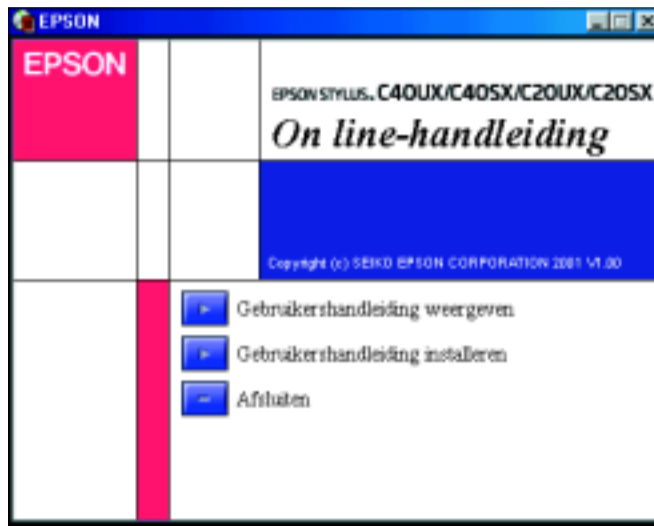 EPSON
EPSON
EPSON STYLUS™ C40UX/C40SX/C20UX/C20SX
On line-handleiding
Copyright (c) SEIKO EPSON CORPORATION 2001 V1.00
Gebruikershandleiding weergeven
Gebruikershandleiding installeren
Afsluiten